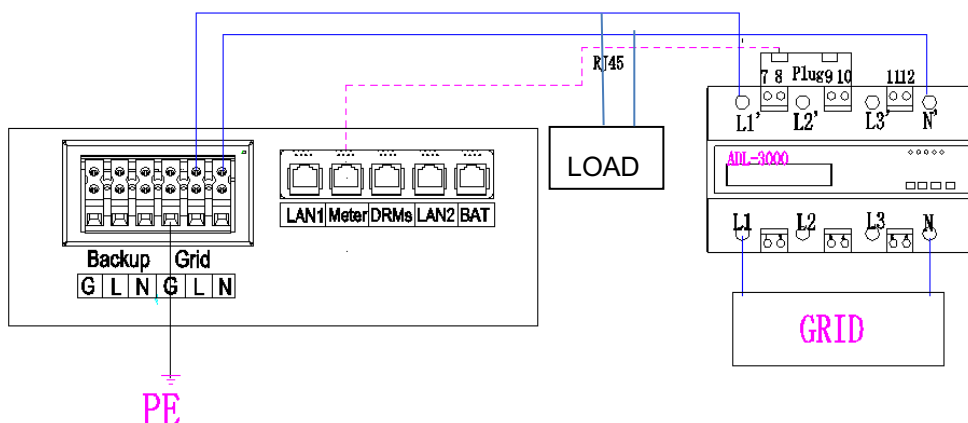 RJ45
7 8 Plug 9 10 11 12
L1' L2' L3' N'
LOAD
ADL-3000
LAN1 Meter DRMs LAN2 BAT
L1 L2 L3 N
Backup Grid
G L N G L N
GRID
PE